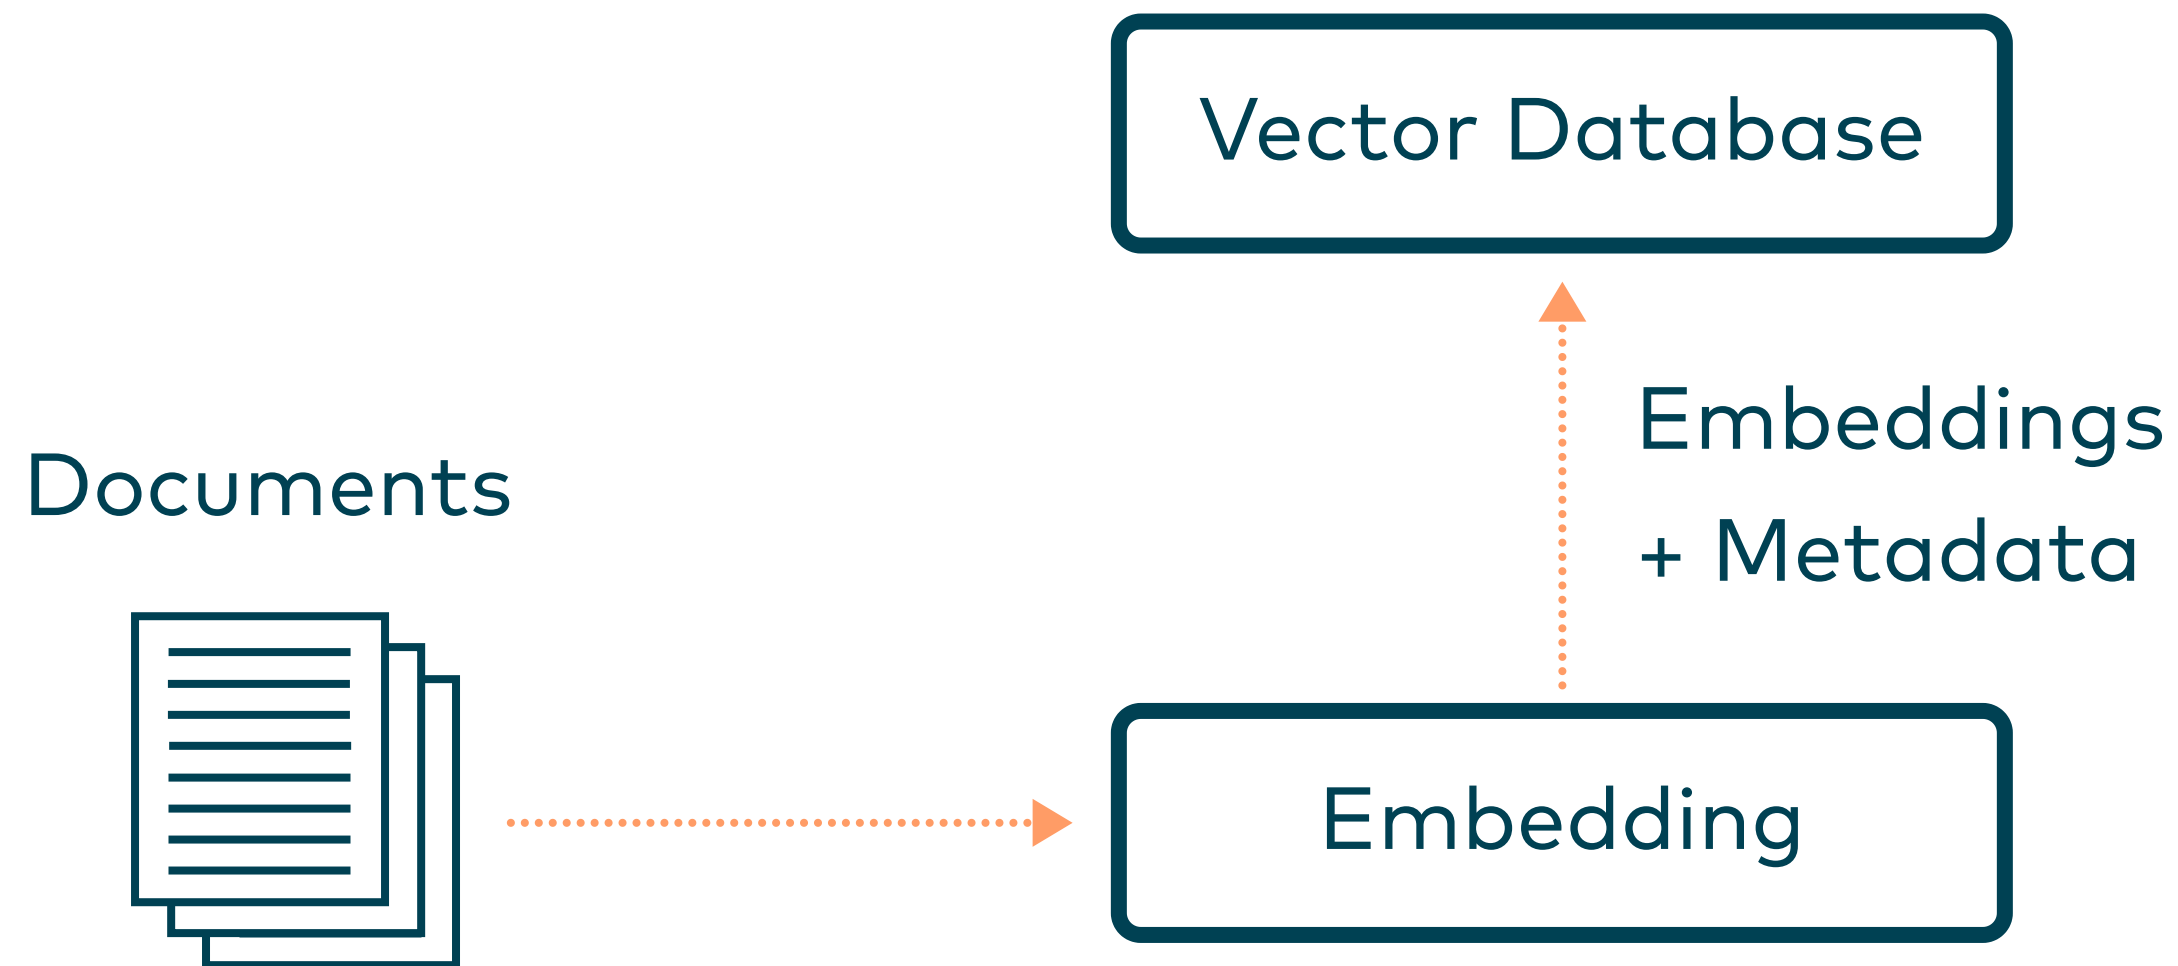 Vector Database
Embeddings
+ Metadata
Documents
Embedding